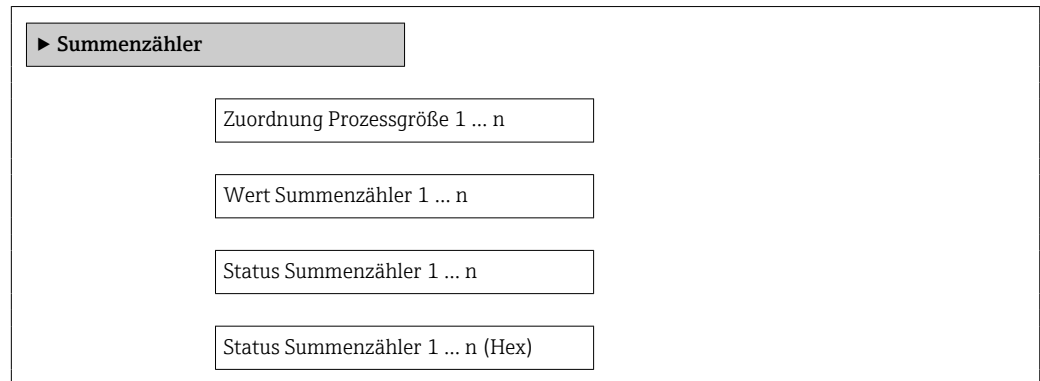 ▶ Summenzähler
Zuordnung Prozessgröße 1 … n
Wert Summenzähler 1 … n
Status Summenzähler 1 … n
Status Summenzähler 1 … n (Hex)